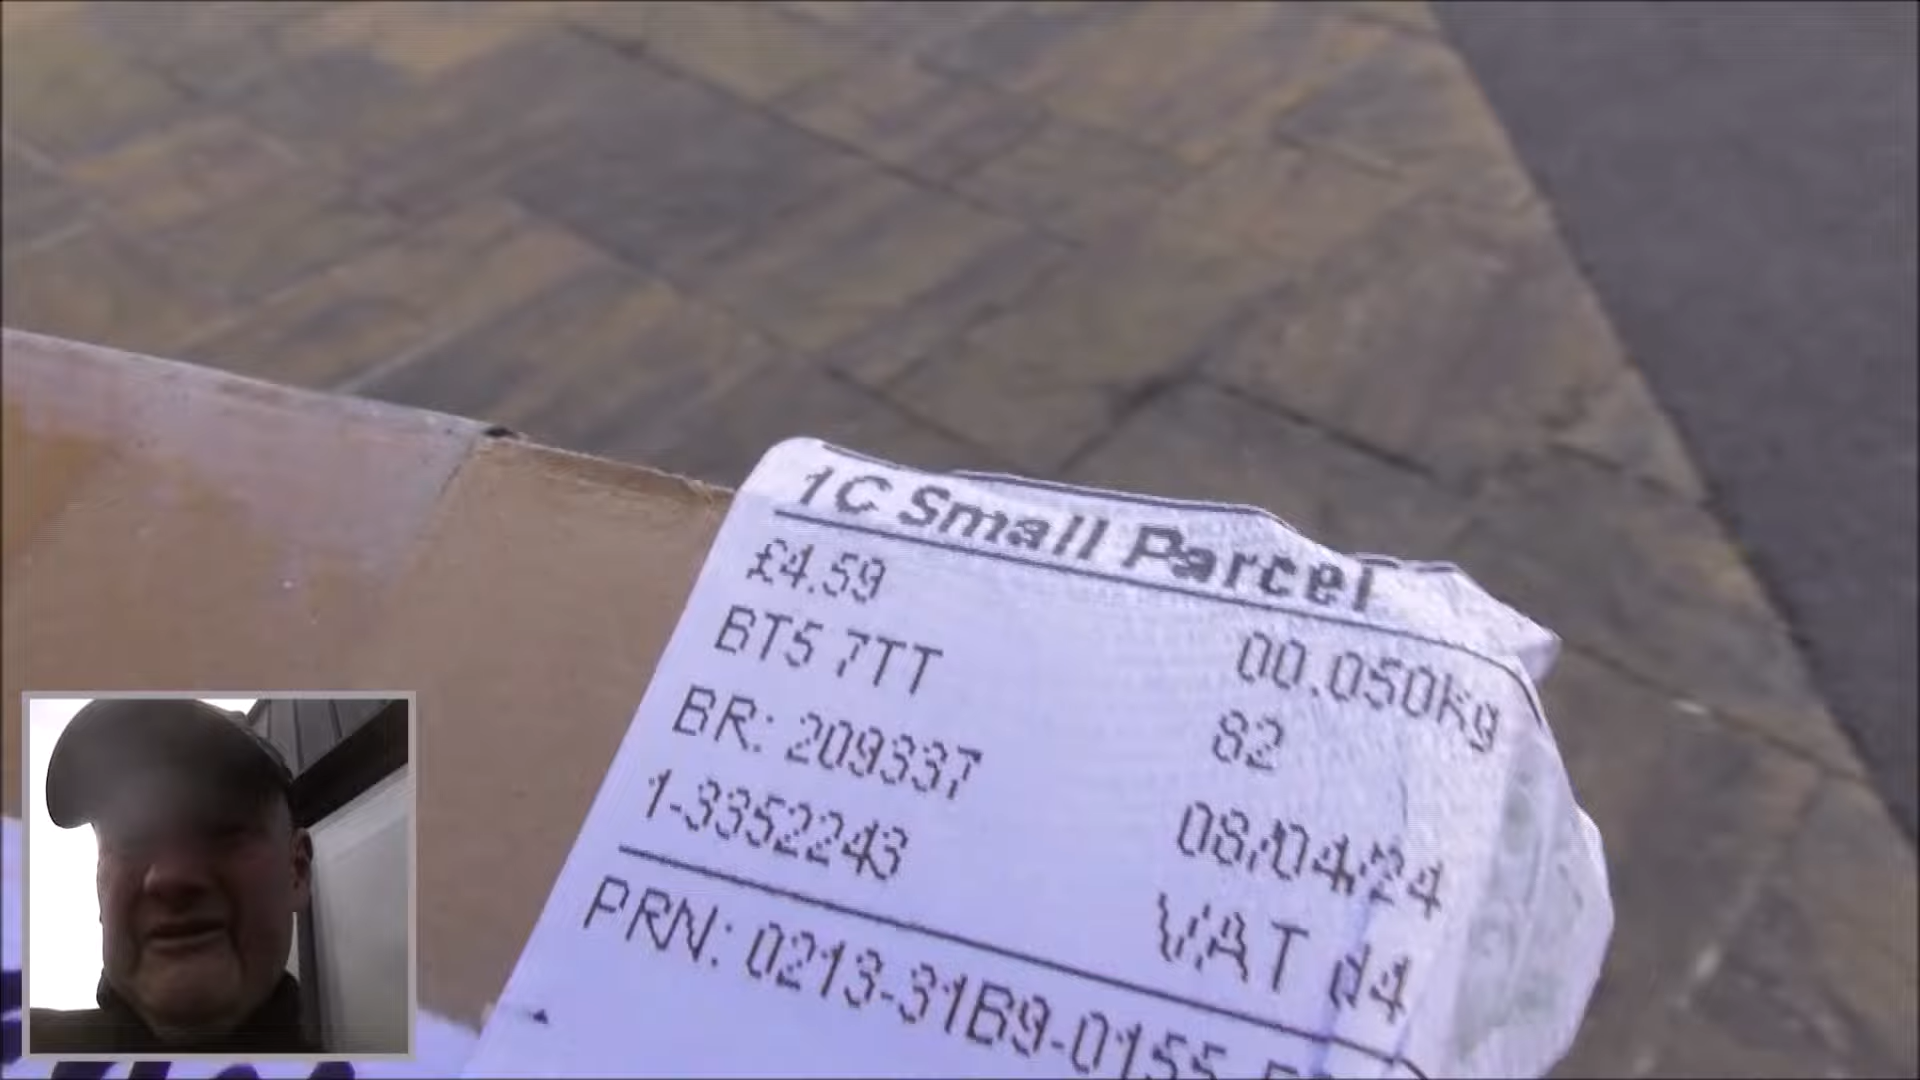 1C Small Parcel
£4.59
00.050kg
BT5 7TT
82
BR: 209337
08/04/24
1-3352243
VAT d4
PRN: 0213-31B9-0155-